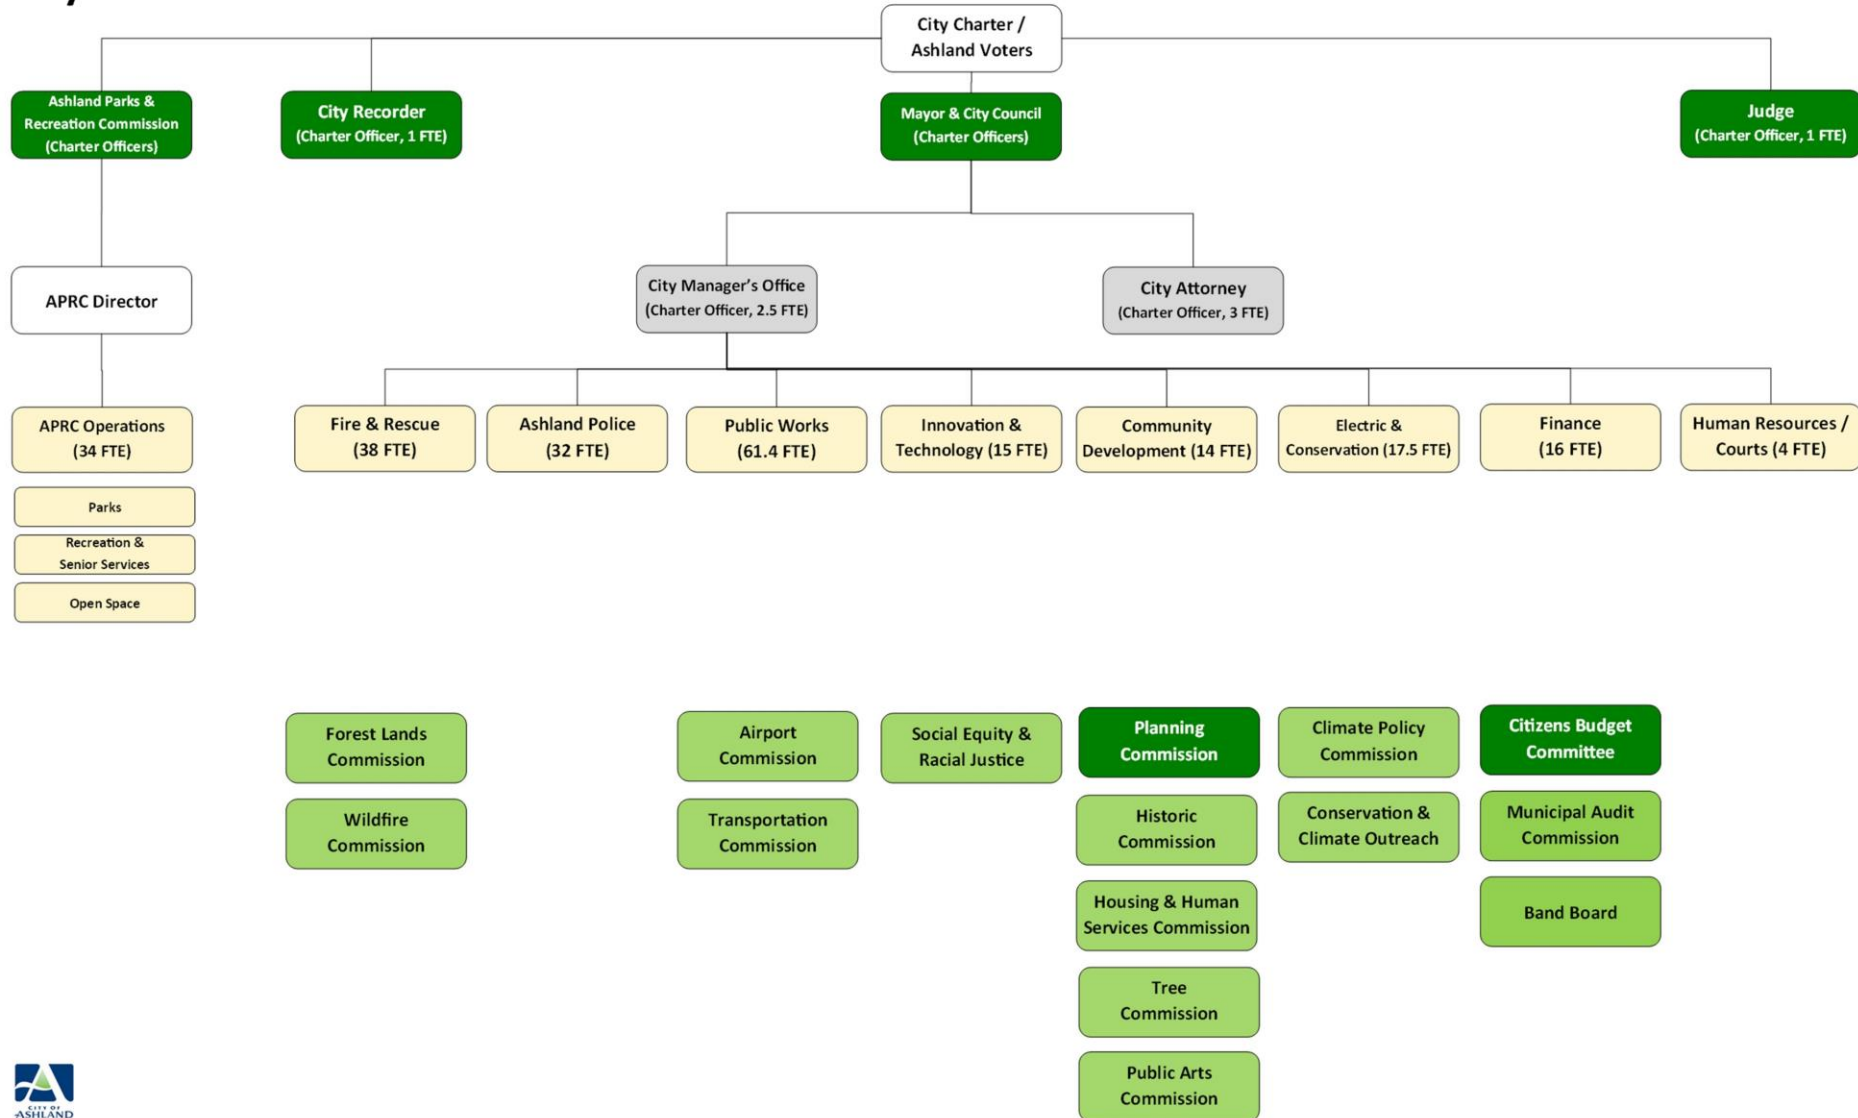 City Charter /
Ashland Voters
Ashland Parks &
Recreation Commission
(Charter Officers)
City Recorder
(Charter Officer, 1 FTE)
Mayor & City Council
(Charter Officers)
Judge
(Charter Officer, 1 FTE)
APRC Director
City Manager’s Office
(Charter Officer, 2.5 FTE)
City Attorney
(Charter Officer, 3 FTE)
APRC Operations
(34 FTE)
Fire & Rescue
(38 FTE)
Ashland Police
(32 FTE)
Public Works
(61.4 FTE)
Innovation &
Technology (15 FTE)
Community
Development (14 FTE)
Electric &
Conservation (17.5 FTE)
Finance
(16 FTE)
Human Resources /
Courts (4 FTE)
Parks
Recreation &
Senior Services
Open Space
Forest Lands
Commission
Wildfire
Commission
Airport
Commission
Transportation
Commission
Social Equity &
Racial Justice
Planning
Commission
Historic
Commission
Housing & Human
Services Commission
Tree
Commission
Public Arts
Commission
Climate Policy
Commission
Conservation &
Climate Outreach
Citizens Budget
Committee
Municipal Audit
Commission
Band Board
CITY OF
ASHLAND